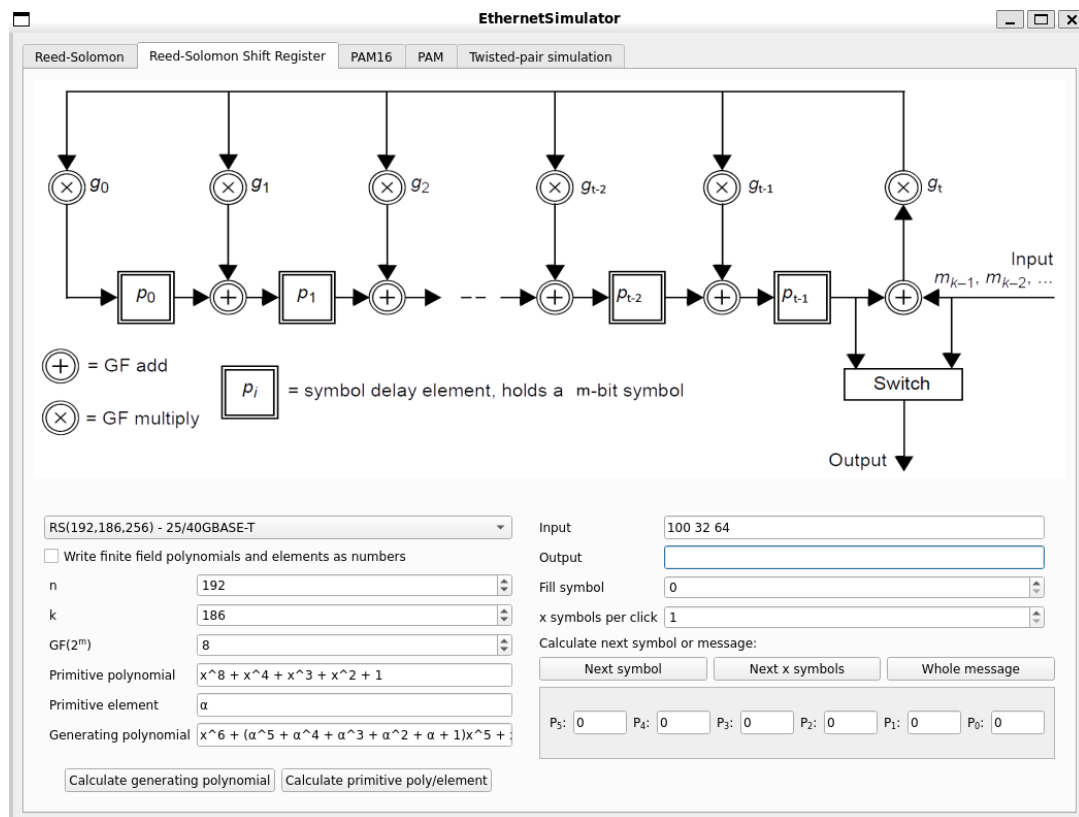 EthernetSimulator
Reed-Solomon Reed-Solomon Shift Register PAM16 PAM Twisted-pair simulation
g0 g1 g2 gt-2 gt-1 gt
Input
mk−1, mk−2, ...
p0 p1 pt-2 pt-1
= GF add
pi = symbol delay element, holds a m-bit symbol
= GF multiply
Switch
Output
RS(192,186,256) - 25/40GBASE-T
Write finite field polynomials and elements as numbers
n 192
k 186
GF(2^m) 8
Primitive polynomial x^8 + x^4 + x^3 + x^2 + 1
Primitive element α
Generating polynomial x^6 + (α^5 + α^4 + α^3 + α^2 + α + 1)x^5 +
Calculate generating polynomial Calculate primitive poly/element
Input 100 32 64
Output
Fill symbol 0
x symbols per click 1
Calculate next symbol or message:
Next symbol Next x symbols Whole message
P5: 0 P4: 0 P3: 0 P2: 0 P1: 0 P0: 0